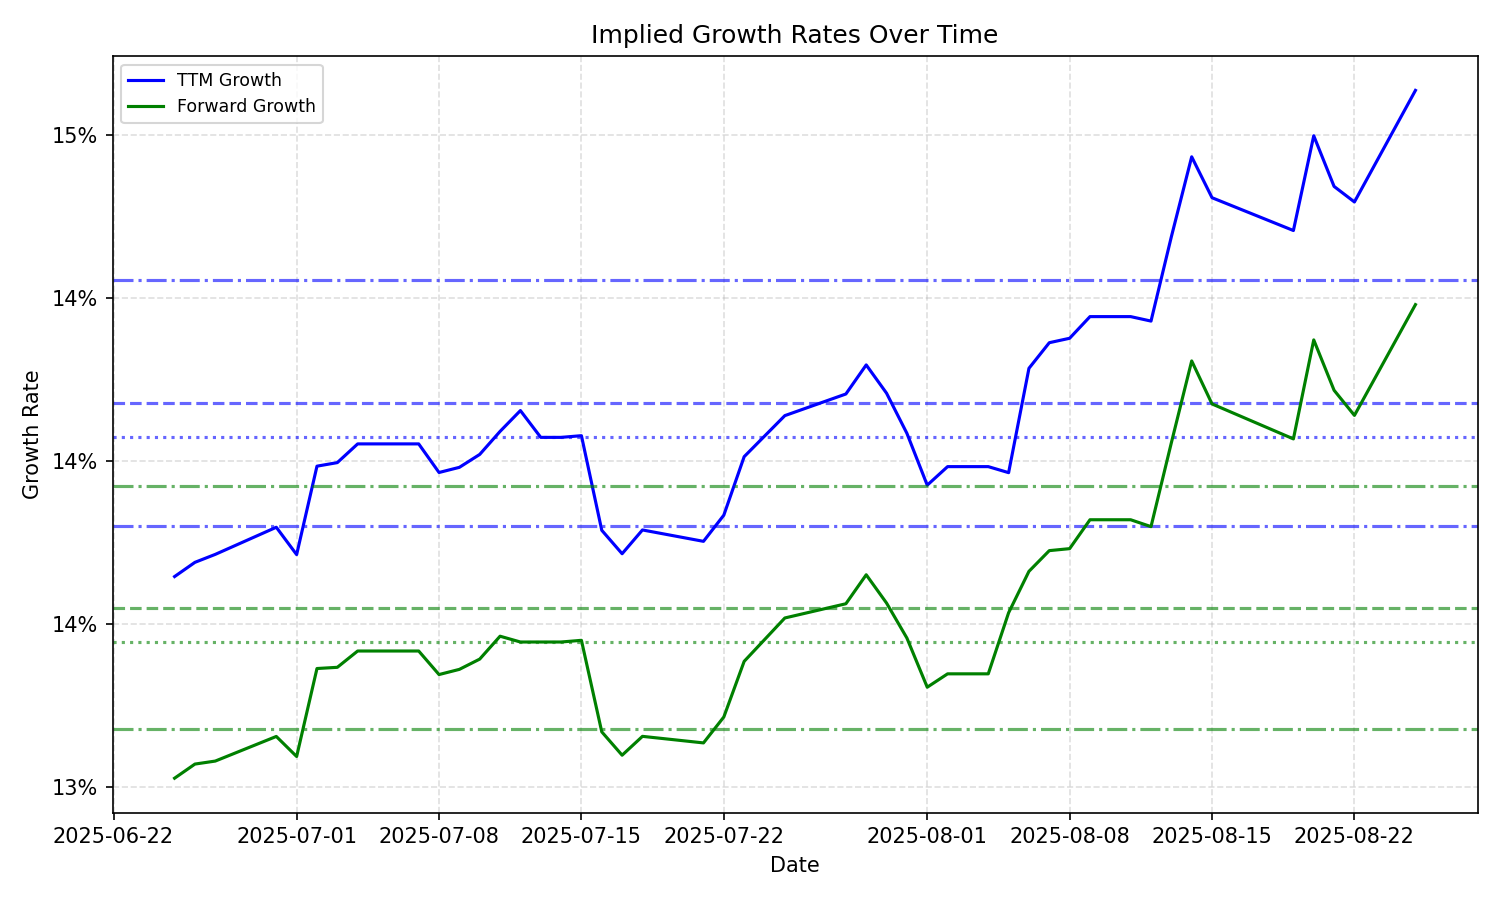 Implied Growth Rates Over Time
TTM Growth
Forward Growth
15%
14%
14%
14%
13%
Growth Rate
2025-06-22 2025-07-01 2025-07-08 2025-07-15 2025-07-22 2025-08-01 2025-08-08 2025-08-15 2025-08-22
Date